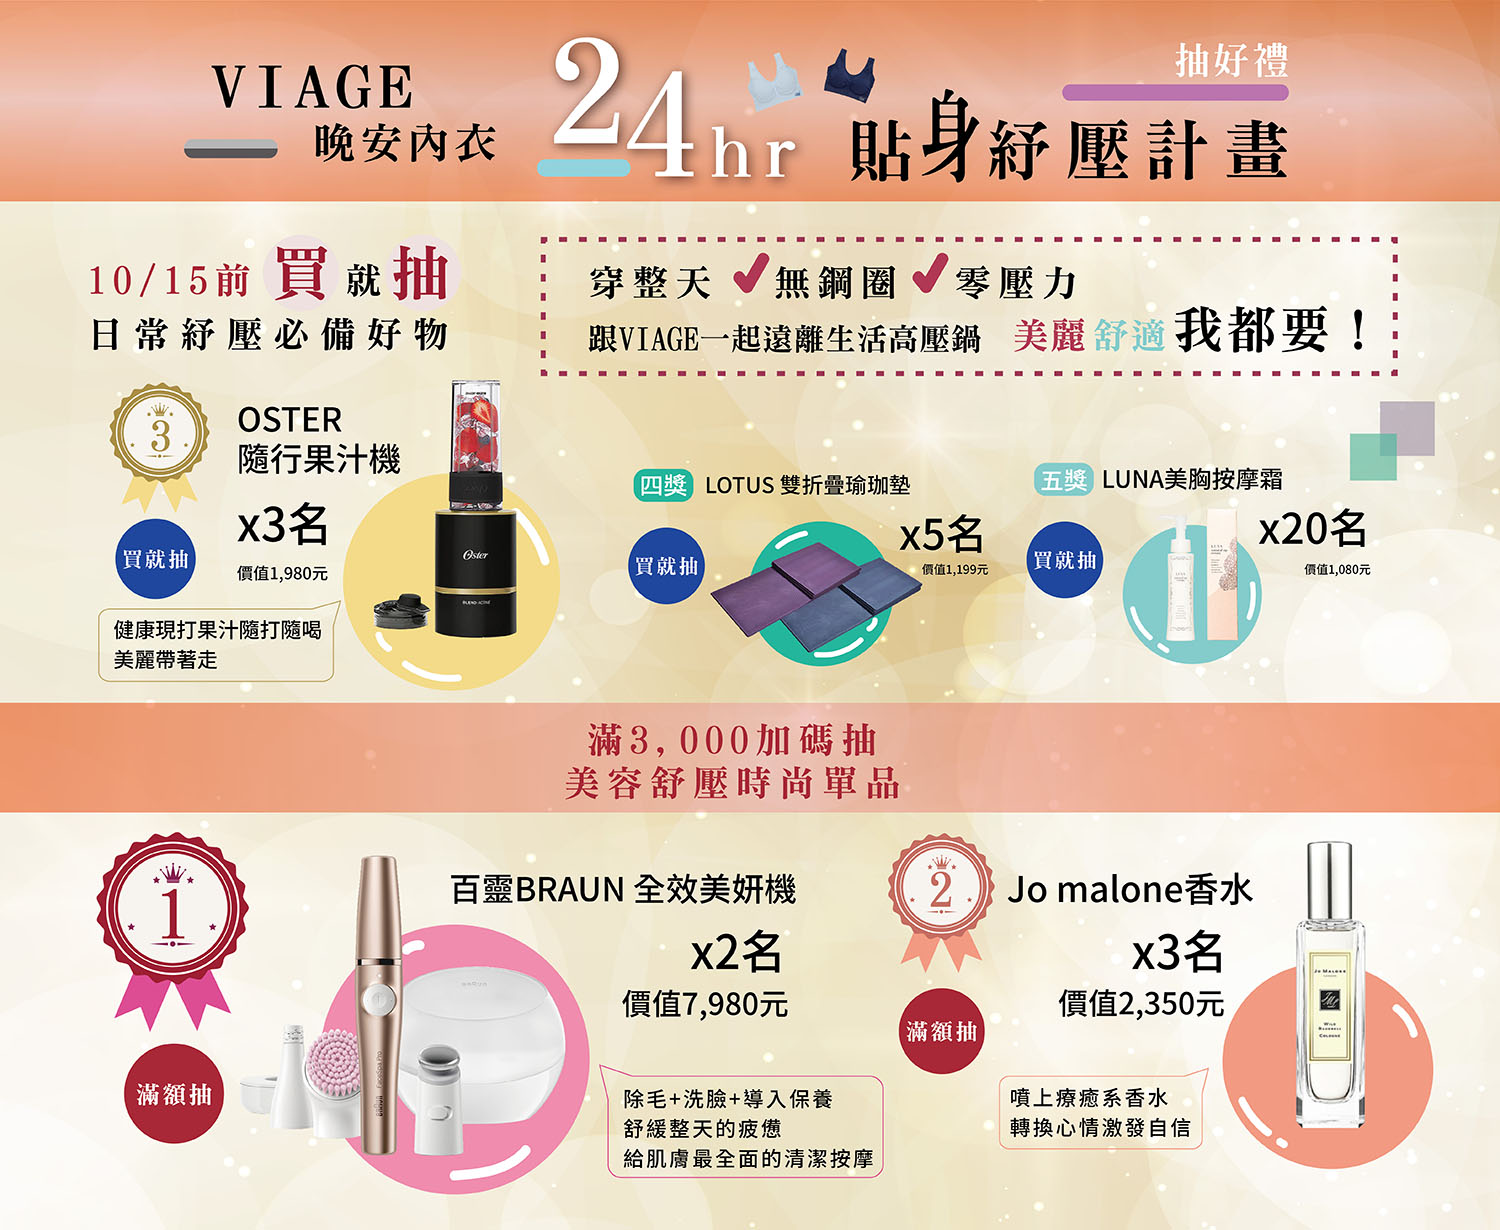 VIAGE
晚安內衣
24hr
貼身紓壓計畫
抽好禮
10/15前 買就抽
日常紓壓必備好物
穿整天 無鋼圈 零壓力
跟VIAGE一起遠離生活高壓鍋 美麗舒適我都要！
3
OSTER
隨行果汁機
x3名
價值1,980元
買就抽
健康現打果汁隨打隨喝
美麗帶著走
Oster
BLEND ACTIVE
四獎 LOTUS 雙折疊瑜珈墊
買就抽
x5名
價值1,199元
五獎 LUNA美胸按摩霜
買就抽
x20名
價值1,080元
滿3,000加碼抽
美容舒壓時尚單品
1
百靈BRAUN 全效美妍機
x2名
價值7,980元
滿額抽
BRAUN
BRAUN FaceSpa Pro
除毛+洗臉+導入保養
舒緩整天的疲憊
給肌膚最全面的清潔按摩
2
Jo malone香水
x3名
價值2,350元
滿額抽
噴上療癒系香水
轉換心情激發自信
JO MALONE
LONDON
WILD
BLUEBELL
COLOGNE